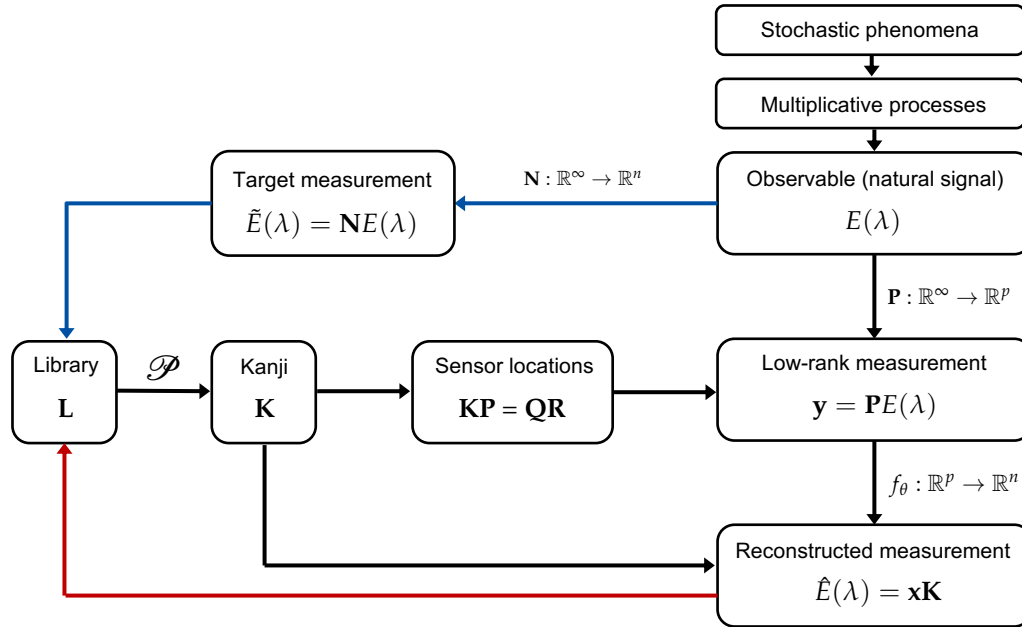 Stochastic phenomena
Multiplicative processes
Target measurement
Ẽ(λ) = NE(λ)
N : ℝ^∞ → ℝ^n
Observable (natural signal)
E(λ)
P : ℝ^∞ → ℝ^p
Library
L
𝒫
Kanji
K
Sensor locations
KP = QR
Low-rank measurement
y = PE(λ)
f_θ : ℝ^p → ℝ^n
Reconstructed measurement
Ê(λ) = xK